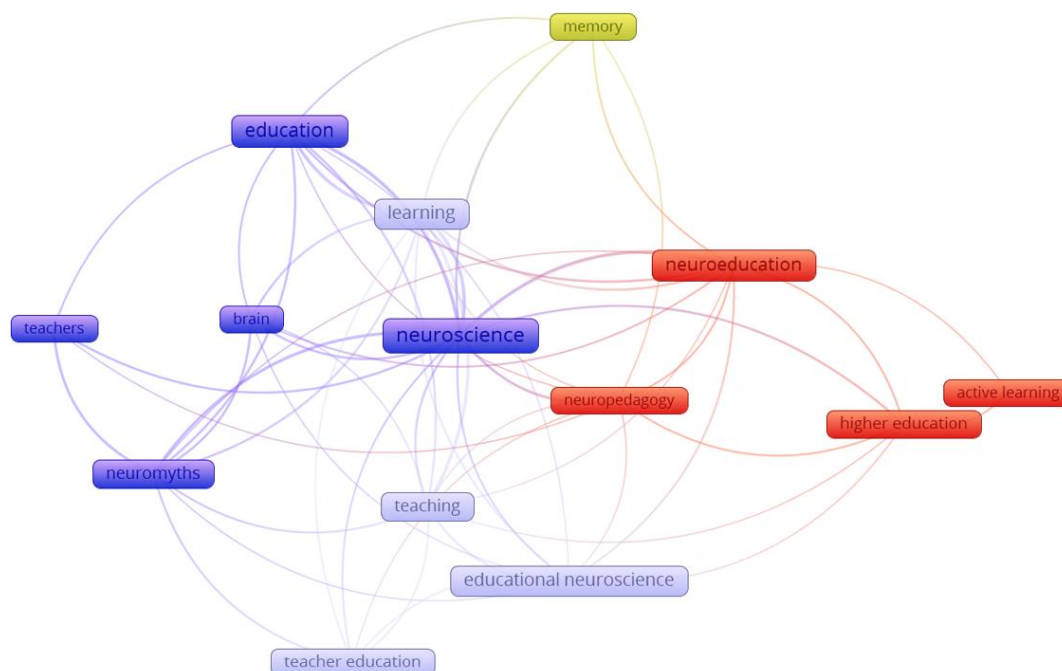 memory
education
learning
neuroeducation
teachers
brain
neuroscience
neuropedagogy
active learning
higher education
neuromyths
teaching
educational neuroscience
teacher education